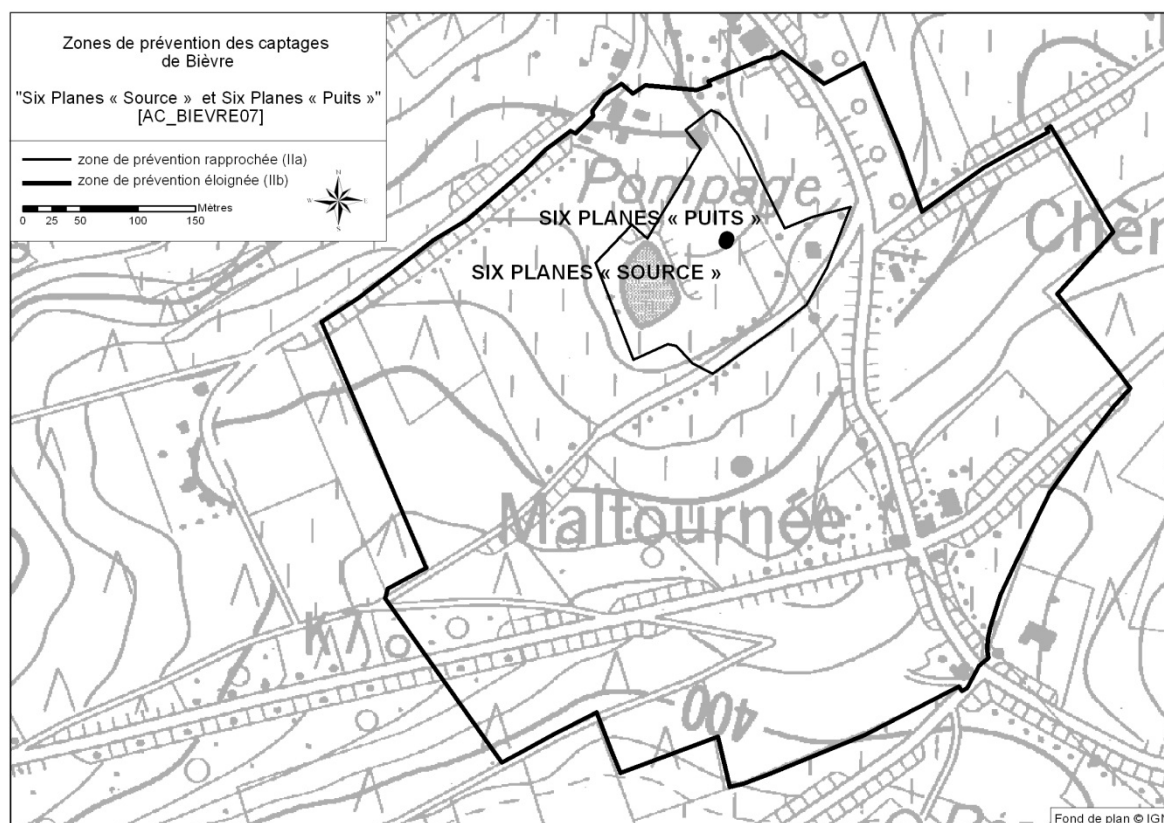 Zones de prévention des captages
de Bièvre
"Six Planes « Source » et Six Planes « Puits »"
[AC_BIEVRE07]
zone de prévention rapprochée (IIa)
zone de prévention éloignée (IIb)
N
W
E
S
Mètres
0 25 50 100 150
Pompage
SIX PLANES « PUITS »
Chêr
SIX PLANES « SOURCE »
Maltournée
400
Fond de plan © IGN